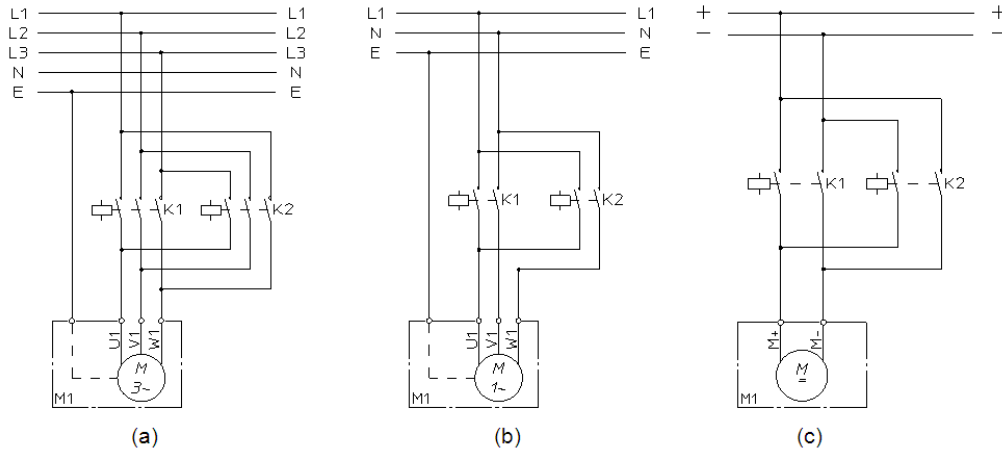 L1 L1
L2 L2
L3 L3
N N
E E
K1 K2
U1 V1 W1
M
3~
M1
(a)
L1 L1
N N
E E
K1 K2
U1 V1 W1
M
1~
M1
(b)
+ +
− −
K1 K2
M+ M-
M
=
M1
(c)